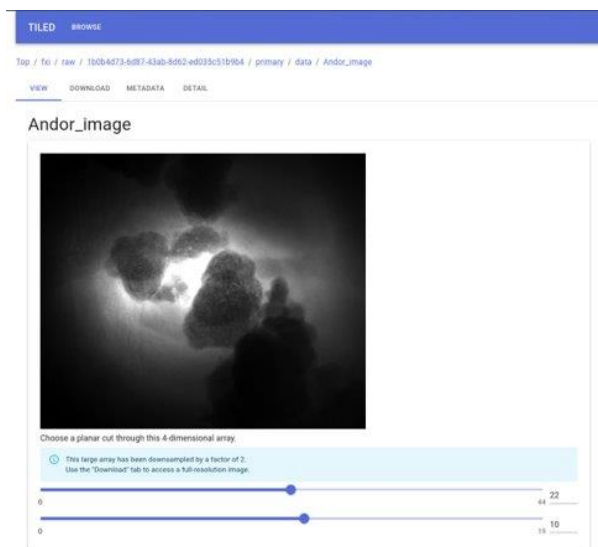 TILED BROWSE
Top / fxi / raw / 1b0b4d73-6d87-43ab-8d62-ed035c51b964 / primary / data / Andor_image
VIEW DOWNLOAD METADATA DETAIL
Andor_image
Choose a planar cut through this 4-dimensional array.
This large array has been downsampled by a factor of 2.
Use the "Download" tab to access a full-resolution image.
0 44 22
0 19 10